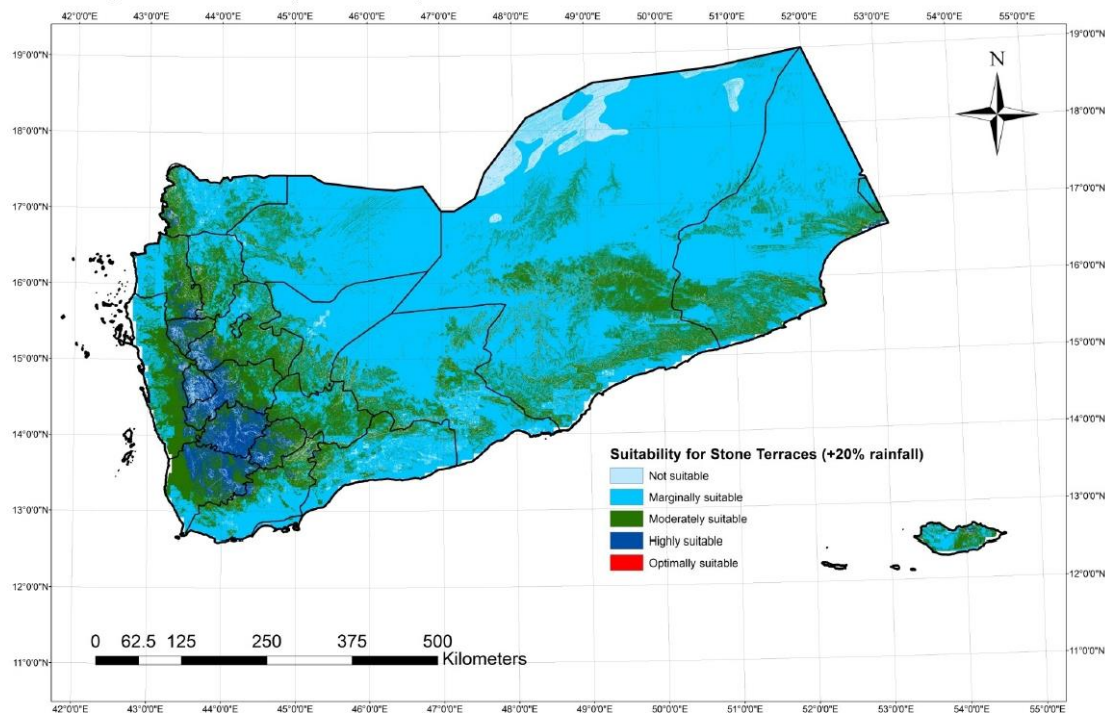 42°0'0"E 43°0'0"E 44°0'0"E 45°0'0"E 46°0'0"E 47°0'0"E 48°0'0"E 49°0'0"E 50°0'0"E 51°0'0"E 52°0'0"E 53°0'0"E 54°0'0"E 55°0'0"E
19°0'0"N 19°0'0"N
N
18°0'0"N 18°0'0"N
17°0'0"N 17°0'0"N
16°0'0"N 16°0'0"N
15°0'0"N 15°0'0"N
14°0'0"N 14°0'0"N
Suitability for Stone Terraces (+20% rainfall)
Not suitable
Marginally suitable
Moderately suitable
Highly suitable
Optimally suitable
13°0'0"N 13°0'0"N
12°0'0"N 12°0'0"N
0 62.5 125 250 375 500
Kilometers
11°0'0"N 11°0'0"N
42°0'0"E 43°0'0"E 44°0'0"E 45°0'0"E 46°0'0"E 47°0'0"E 48°0'0"E 49°0'0"E 50°0'0"E 51°0'0"E 52°0'0"E 53°0'0"E 54°0'0"E 55°0'0"E